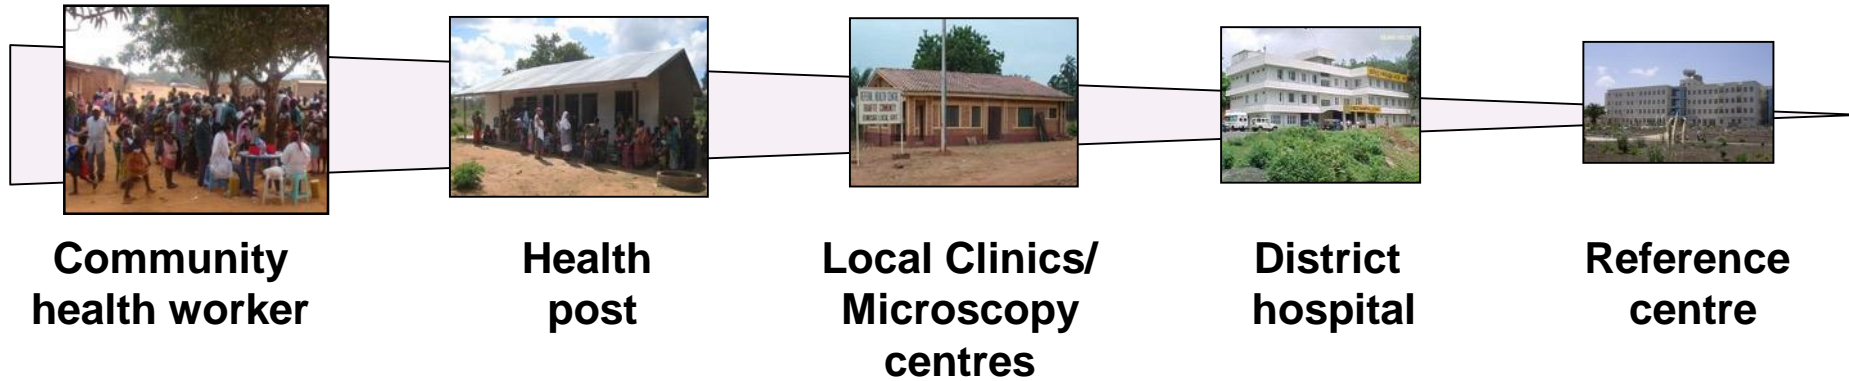 Community
health worker
Health
post
Local Clinics/
Microscopy
centres
District
hospital
Reference
centre